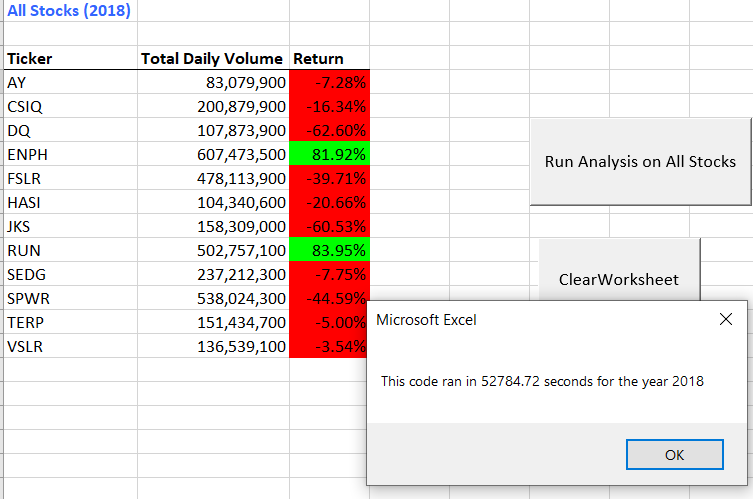 All Stocks (2018)
Ticker Total Daily Volume Return
AY 83,079,900 -7.28%
CSIQ 200,879,900 -16.34%
DQ 107,873,900 -62.60%
ENPH 607,473,500 81.92%
FSLR 478,113,900 -39.71%
HASI 104,340,600 -20.66%
JKS 158,309,000 -60.53%
RUN 502,757,100 83.95%
SEDG 237,212,300 -7.75%
SPWR 538,024,300 -44.59%
TERP 151,434,700 -5.00%
VSLR 136,539,100 -3.54%
Run Analysis on All Stocks
ClearWorksheet
Microsoft Excel
This code ran in 52784.72 seconds for the year 2018
OK